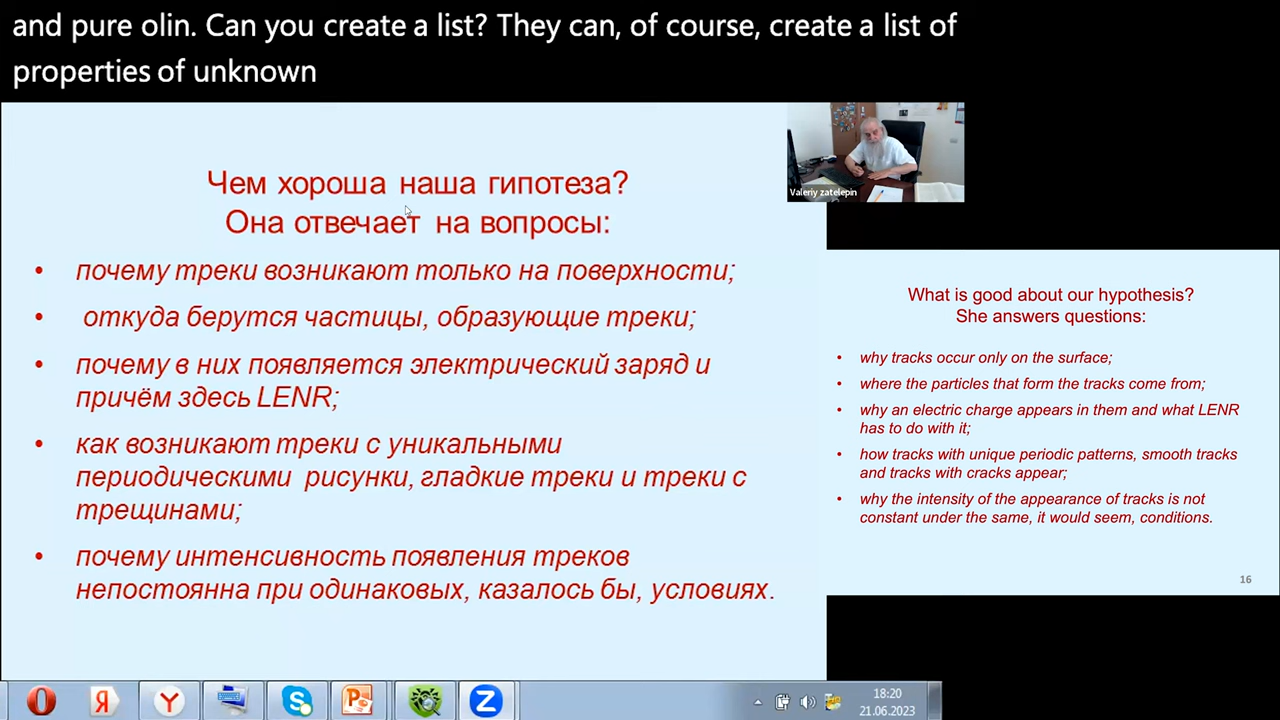 and pure olin. Can you create a list? They can, of course, create a list of
properties of unknown
Valeriy zatelepin
Чем хороша наша гипотеза?
Она отвечает на вопросы:
• почему треки возникают только на поверхности;
• откуда берутся частицы, образующие треки;
• почему в них появляется электрический заряд и
причём здесь LENR;
• как возникают треки с уникальными
периодическими рисунки, гладкие треки и треки с
трещинами;
• почему интенсивность появления треков
непостоянна при одинаковых, казалось бы, условиях.
What is good about our hypothesis?
She answers questions:
• why tracks occur only on the surface;
• where the particles that form the tracks come from;
• why an electric charge appears in them and what LENR
has to do with it;
• how tracks with unique periodic patterns, smooth tracks
and tracks with cracks appear;
• why the intensity of the appearance of tracks is not
constant under the same, it would seem, conditions.
16
18:20
21.06.2023